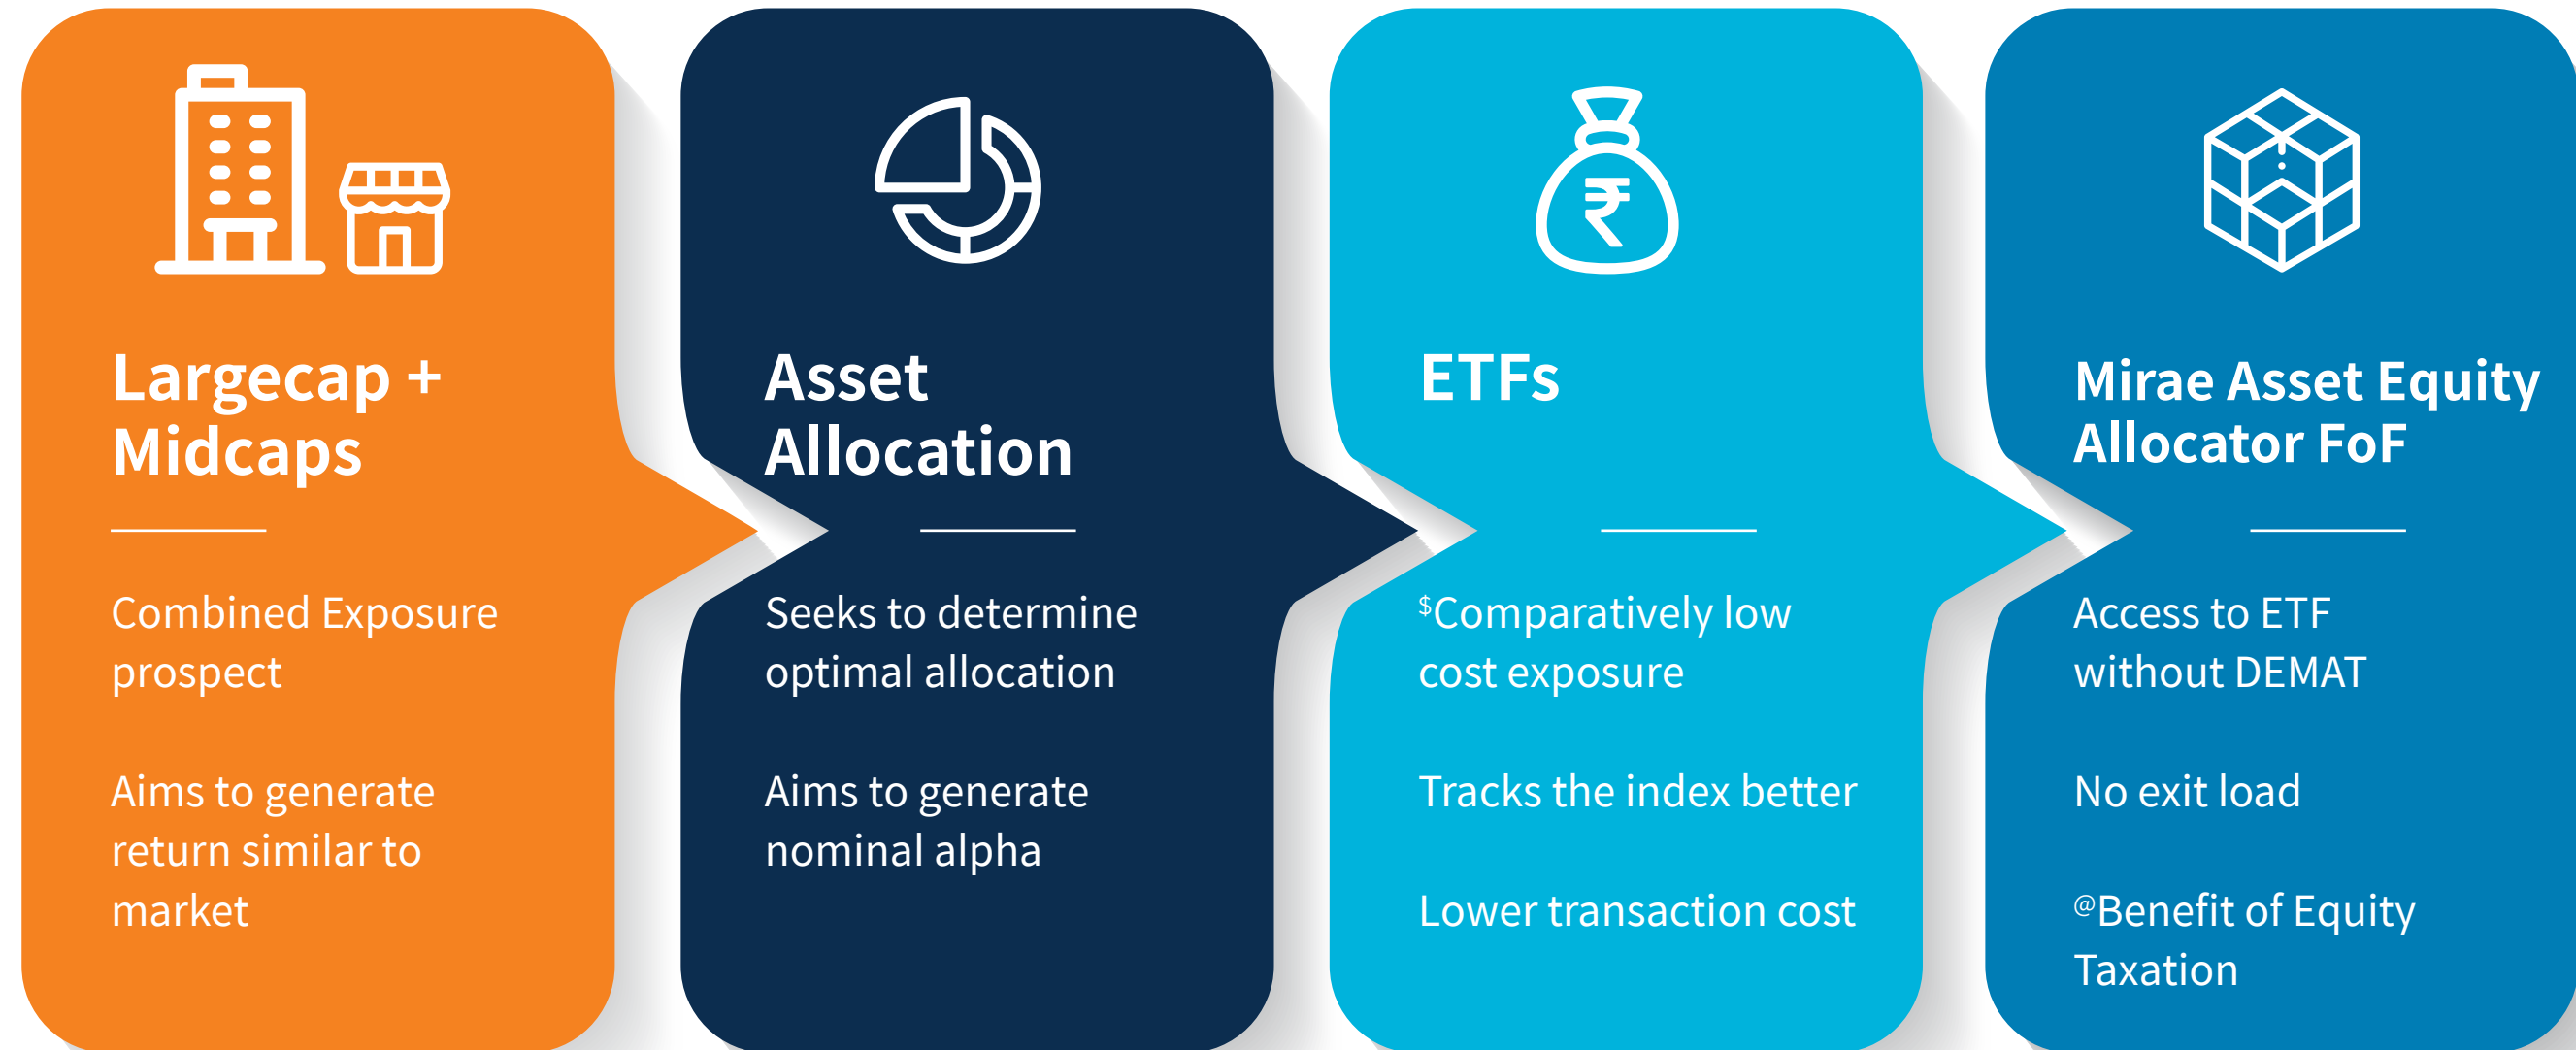 Largecap +
Midcaps
Combined Exposure
prospect
Aims to generate
return similar to
market
Asset
Allocation
Seeks to determine
optimal allocation
Aims to generate
nominal alpha
₹
ETFs
$Comparatively low
cost exposure
Tracks the index better
Lower transaction cost
Mirae Asset Equity
Allocator FoF
Access to ETF
without DEMAT
No exit load
@Benefit of Equity
Taxation